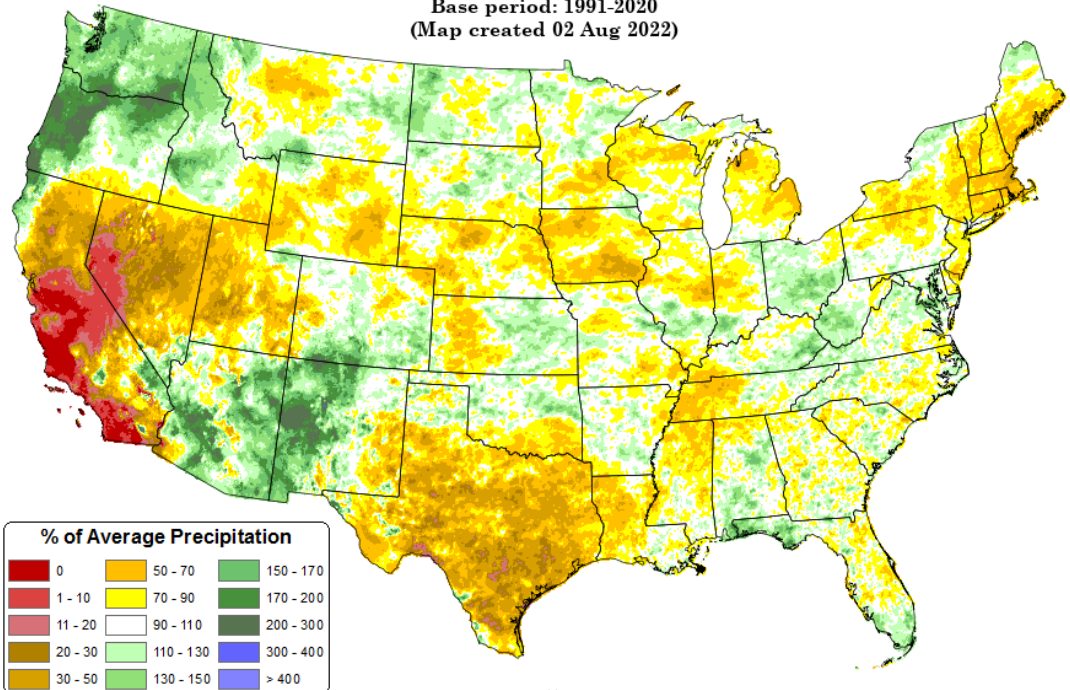 Base period: 1991-2020
(Map created 02 Aug 2022)
% of Average Precipitation
0
1 - 10
11 - 20
20 - 30
30 - 50
50 - 70
70 - 90
90 - 110
110 - 130
130 - 150
150 - 170
170 - 200
200 - 300
300 - 400
> 400